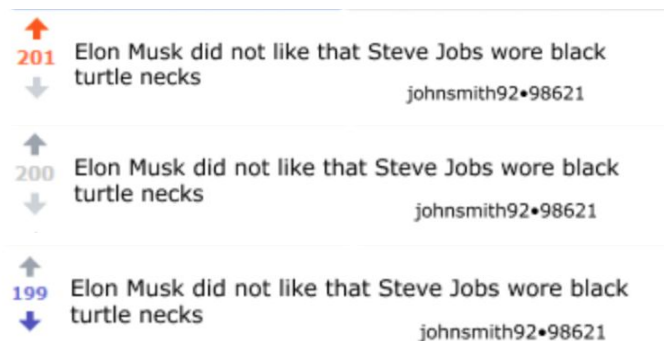 201
Elon Musk did not like that Steve Jobs wore black
turtle necks
johnsmith92•98621
200
Elon Musk did not like that Steve Jobs wore black
turtle necks
johnsmith92•98621
199
Elon Musk did not like that Steve Jobs wore black
turtle necks
johnsmith92•98621